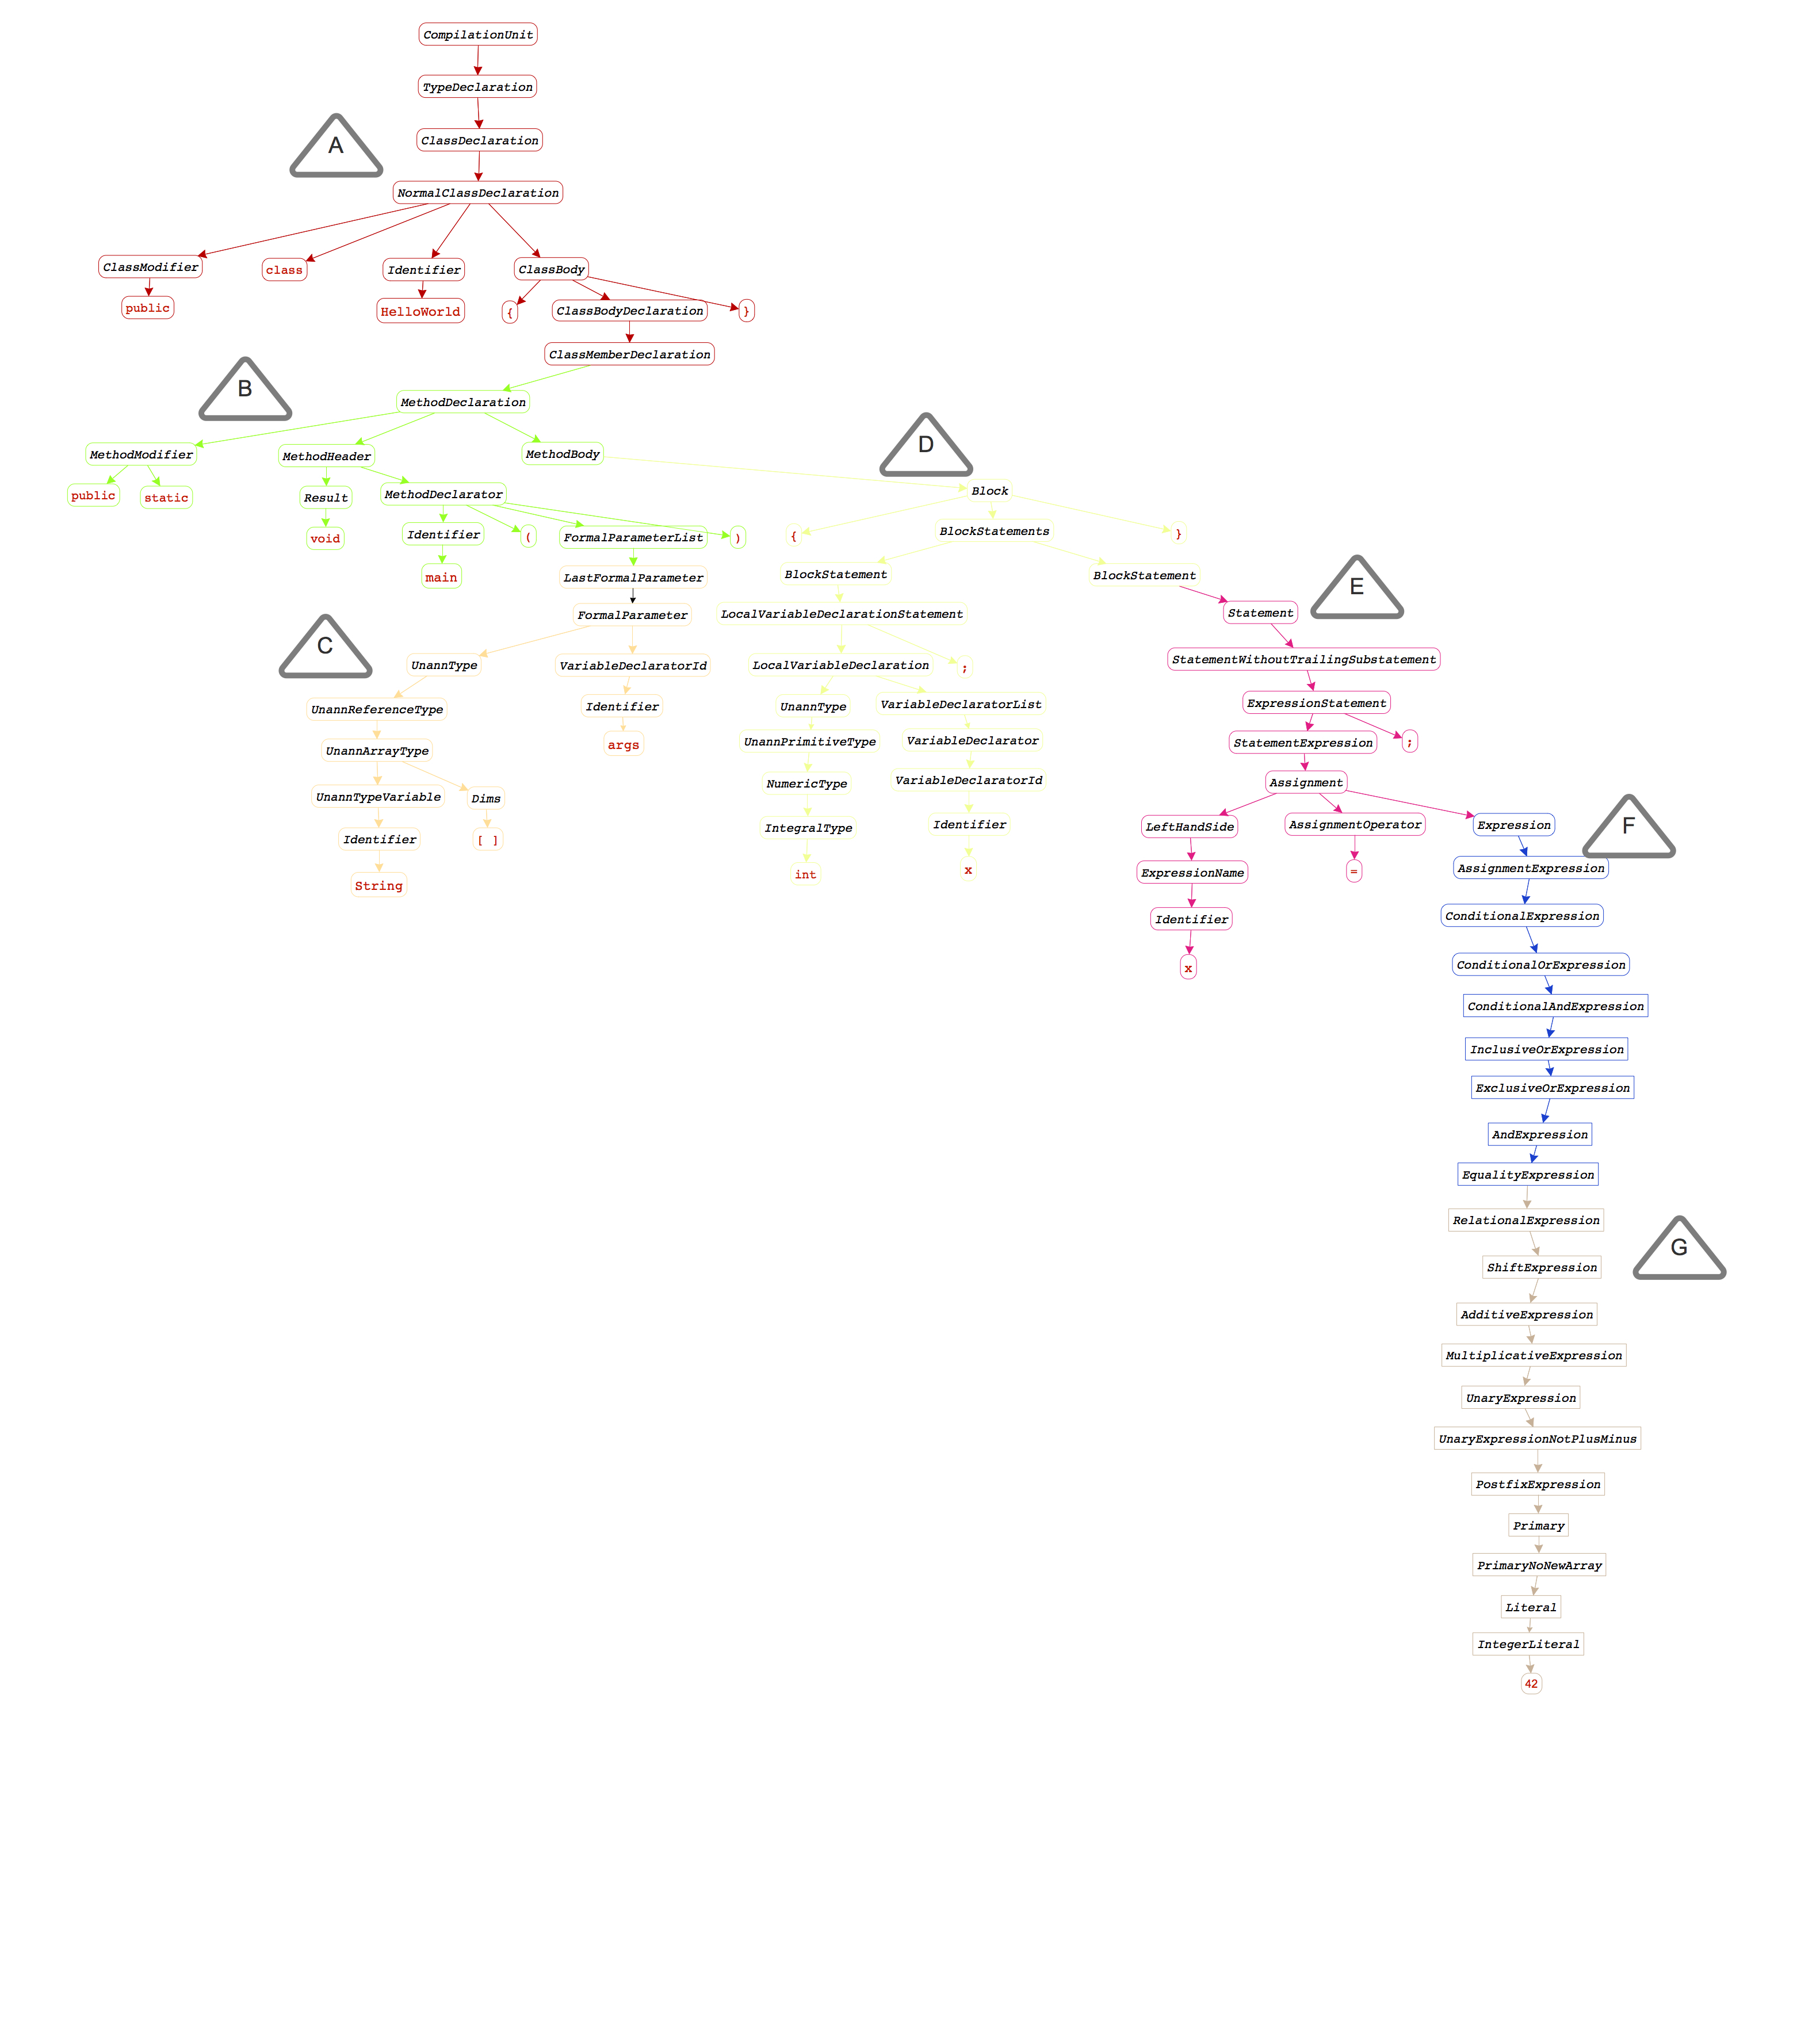 CompilationUnit
TypeDeclaration
A
ClassDeclaration
NormalClassDeclaration
ClassModifier
class
Identifier
ClassBody
public
HelloWorld
{
ClassBodyDeclaration
}
ClassMemberDeclaration
B
MethodDeclaration
MethodModifier
MethodHeader
MethodBody
public
static
Result
MethodDeclarator
void
Identifier
(
FormalParameterList
)
main
LastFormalParameter
FormalParameter
C
UnannType
VariableDeclaratorId
UnannReferenceType
Identifier
UnannArrayType
args
UnannTypeVariable
Dims
Identifier
[ ]
String
D
Block
{
BlockStatements
}
BlockStatement
BlockStatement
LocalVariableDeclarationStatement
LocalVariableDeclaration
;
UnannType
VariableDeclaratorList
UnannPrimitiveType
VariableDeclarator
NumericType
VariableDeclaratorId
IntegralType
Identifier
int
x
E
Statement
StatementWithoutTrailingSubstatement
ExpressionStatement
StatementExpression
;
Assignment
LeftHandSide
AssignmentOperator
Expression
ExpressionName
=
Identifier
x
F
AssignmentExpression
ConditionalExpression
ConditionalOrExpression
ConditionalAndExpression
InclusiveOrExpression
ExclusiveOrExpression
AndExpression
EqualityExpression
RelationalExpression
G
ShiftExpression
AdditiveExpression
MultiplicativeExpression
UnaryExpression
UnaryExpressionNotPlusMinus
PostfixExpression
Primary
PrimaryNoNewArray
Literal
IntegerLiteral
42